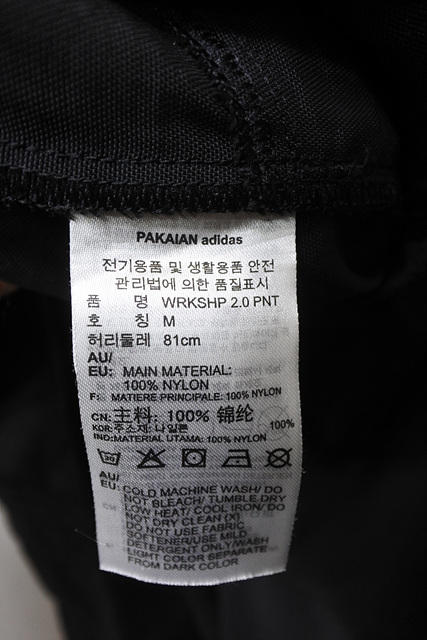 PAKAIAN adidas
전기용품 및 생활용품 안전
관리법에 의한 품질표시
품 명 WRKSHP 2.0 PNT
호 칭 M
허리둘레 81cm
AU/
EU: MAIN MATERIAL:
100% NYLON
F: MATIERE PRINCIPALE: 100% NYLON
CN: 主料: 100% 锦纶
KOR: 주소재: 나일론
100%
IND: MATERIAL UTAMA: 100% NYLON
30
AU/
EU: COLD MACHINE WASH/ DO
NOT BLEACH/ TUMBLE DRY
LOW HEAT/ COOL IRON/ DO
NOT DRY CLEAN (X)
DO NOT USE FABRIC
SOFTENER/USE MILD
DETERGENT ONLY/WASH
LIGHT COLOR SEPARATE
FROM DARK COLOR